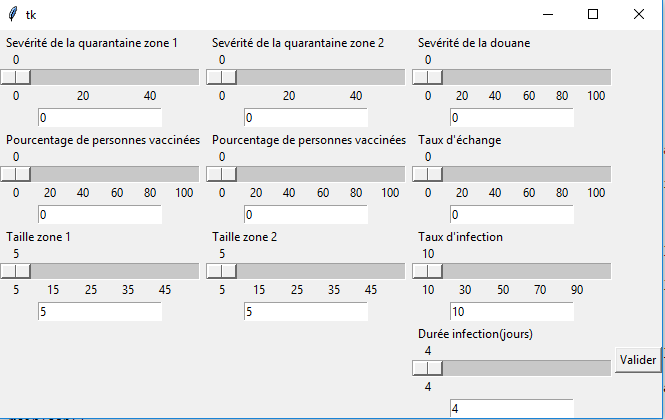 tk
Sevérité de la quarantaine zone 1 Sevérité de la quarantaine zone 2 Sevérité de la douane
0 0 0
0 20 40 0 20 40 0 20 40 60 80 100
0 0 0
Pourcentage de personnes vaccinées Pourcentage de personnes vaccinées Taux d'échange
0 0 0
0 20 40 60 80 100 0 20 40 60 80 100 0 20 40 60 80 100
0 0 0
Taille zone 1 Taille zone 2 Taux d'infection
5 5 10
5 15 25 35 45 5 15 25 35 45 10 30 50 70 90
5 5 10
Durée infection(jours)
4
Valider
4
4